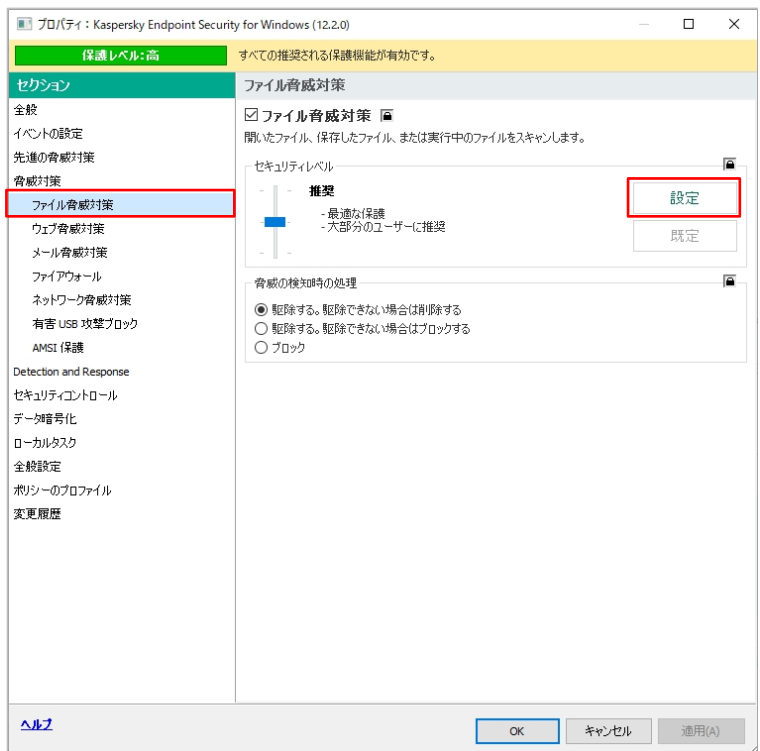 プロパティ：Kaspersky Endpoint Security for Windows (12.2.0)
保護レベル：高
すべての推奨される保護機能が有効です。
セクション
全般
イベントの設定
先進の脅威対策
脅威対策
ファイル脅威対策
ウェブ脅威対策
メール脅威対策
ファイアウォール
ネットワーク脅威対策
有害 USB 攻撃ブロック
AMSI 保護
Detection and Response
セキュリティコントロール
データ暗号化
ローカルタスク
全般設定
ポリシーのプロファイル
変更履歴
ファイル脅威対策
ファイル脅威対策
開いたファイル、保存したファイル、または実行中のファイルをスキャンします。
セキュリティレベル
推奨
- 最適な保護
- 大部分のユーザーに推奨
設定
既定
脅威の検知時の処理
駆除する。駆除できない場合は削除する
駆除する。駆除できない場合はブロックする
ブロック
ヘルプ
OK
キャンセル
適用(A)